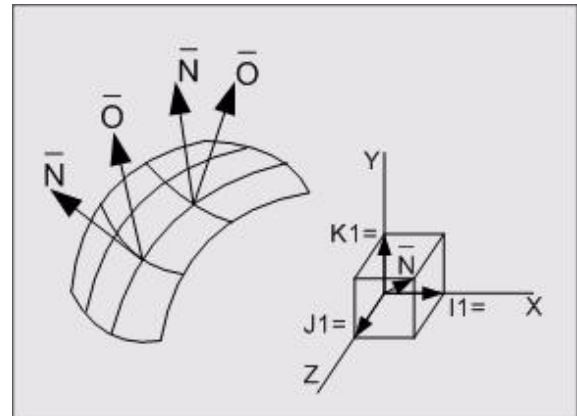 N̅ O̅
O̅
N̅
Y
K1=
N̅
J1= I1= X
Z